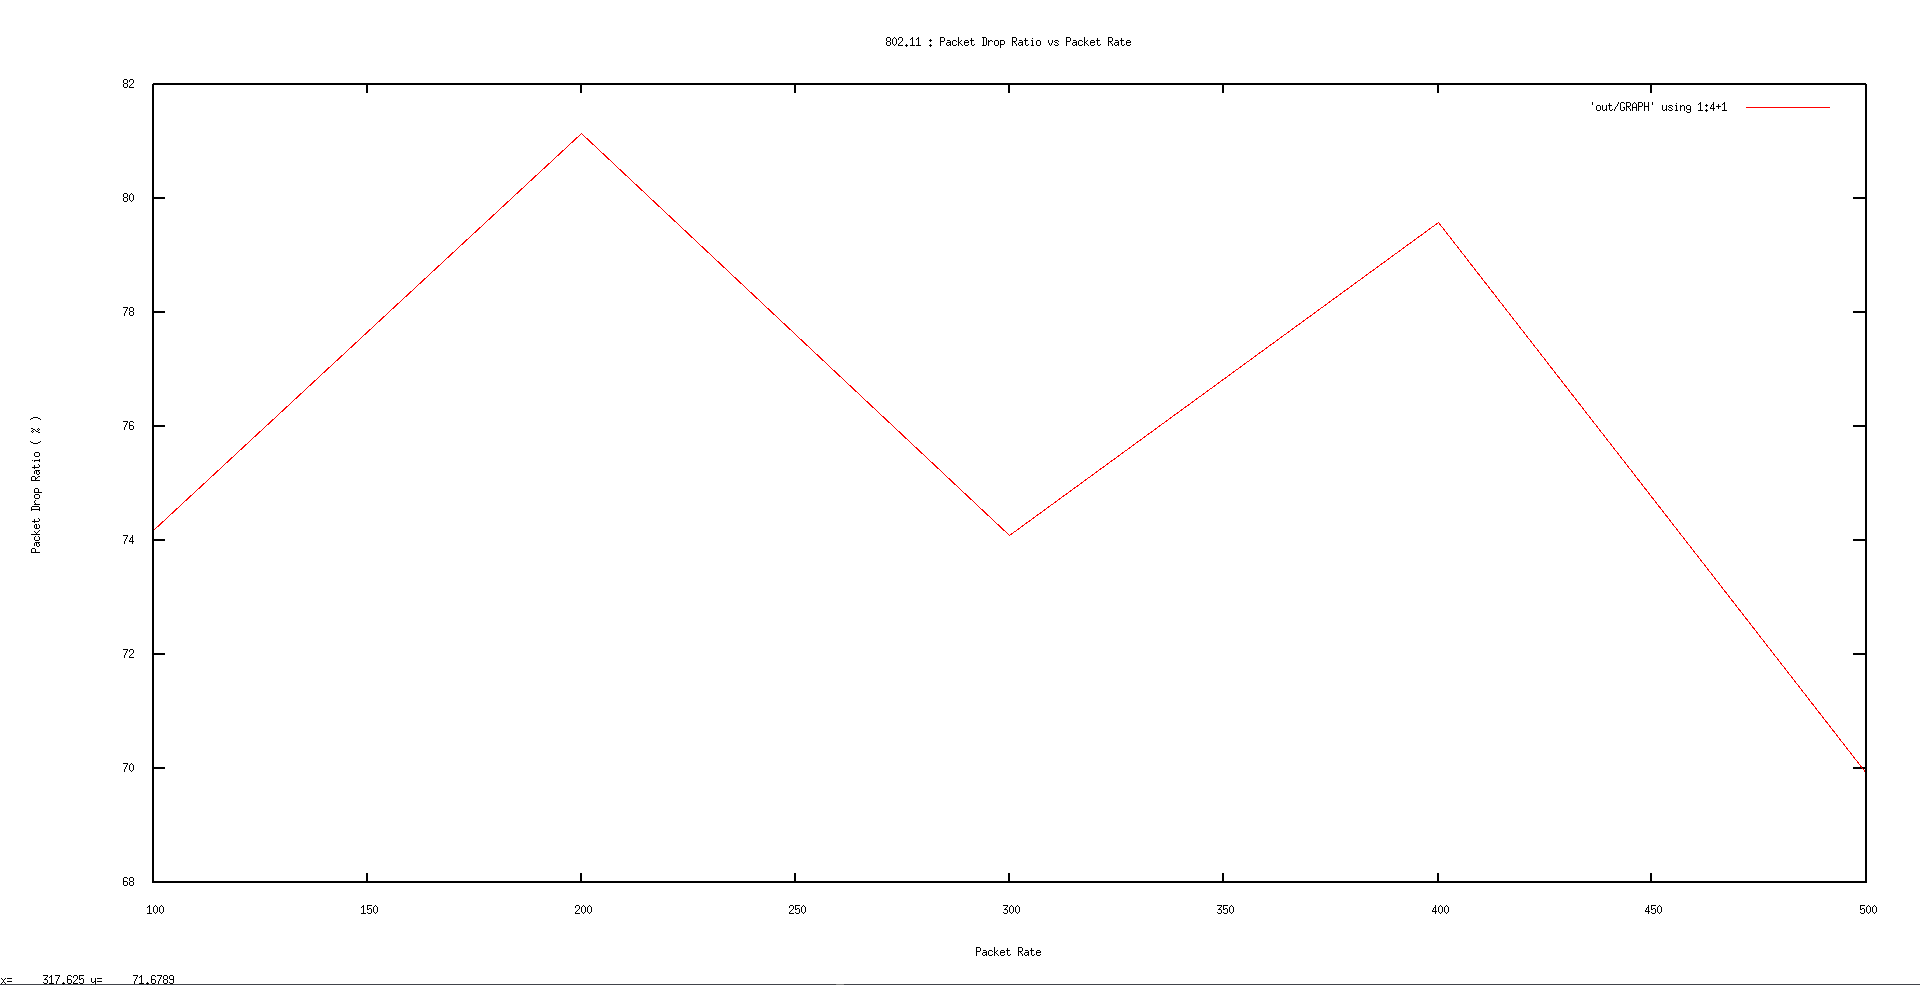 802.11 : Packet Drop Ratio vs Packet Rate
82
'out/GRAPH' using 1:4+1
80
78
76
Packet Drop Ratio ( % )
74
72
70
68
100 150 200 250 300 350 400 450 500
Packet Rate
x= 317.625 y= 71.6789